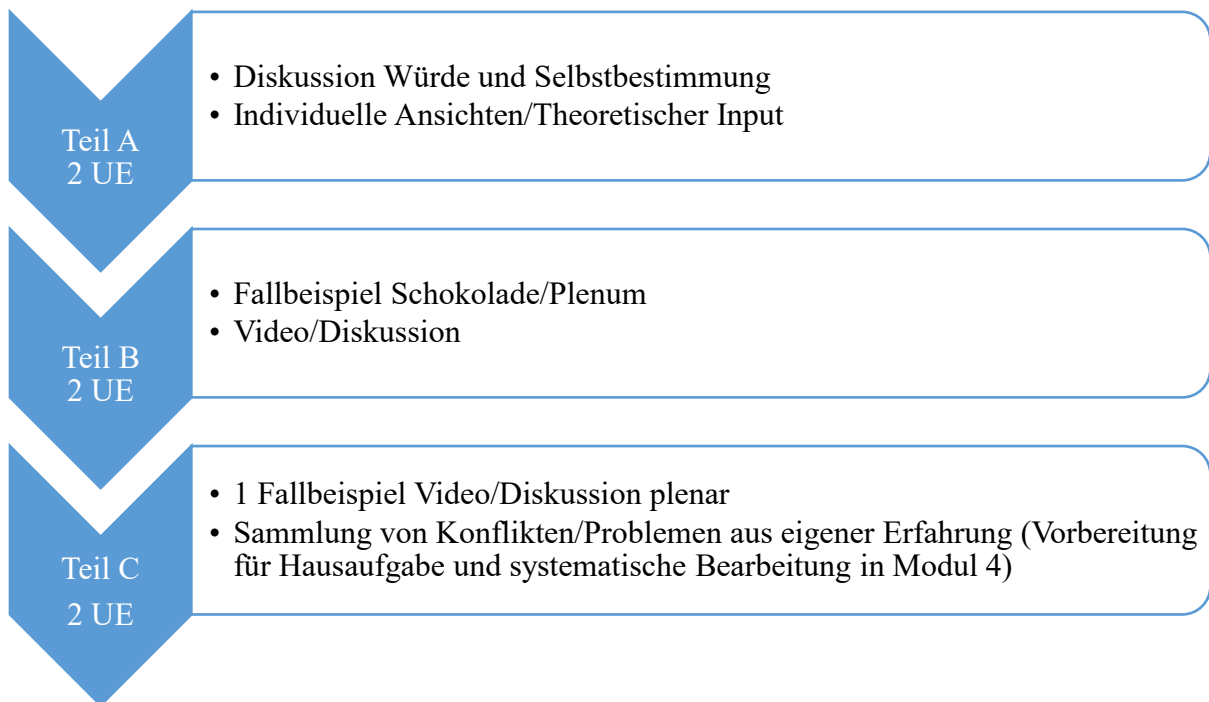 Teil A
2 UE
• Diskussion Würde und Selbstbestimmung
• Individuelle Ansichten/Theoretischer Input
Teil B
2 UE
• Fallbeispiel Schokolade/Plenum
• Video/Diskussion
Teil C
2 UE
• 1 Fallbeispiel Video/Diskussion plenar
• Sammlung von Konflikten/Problemen aus eigener Erfahrung (Vorbereitung
für Hausaufgabe und systematische Bearbeitung in Modul 4)